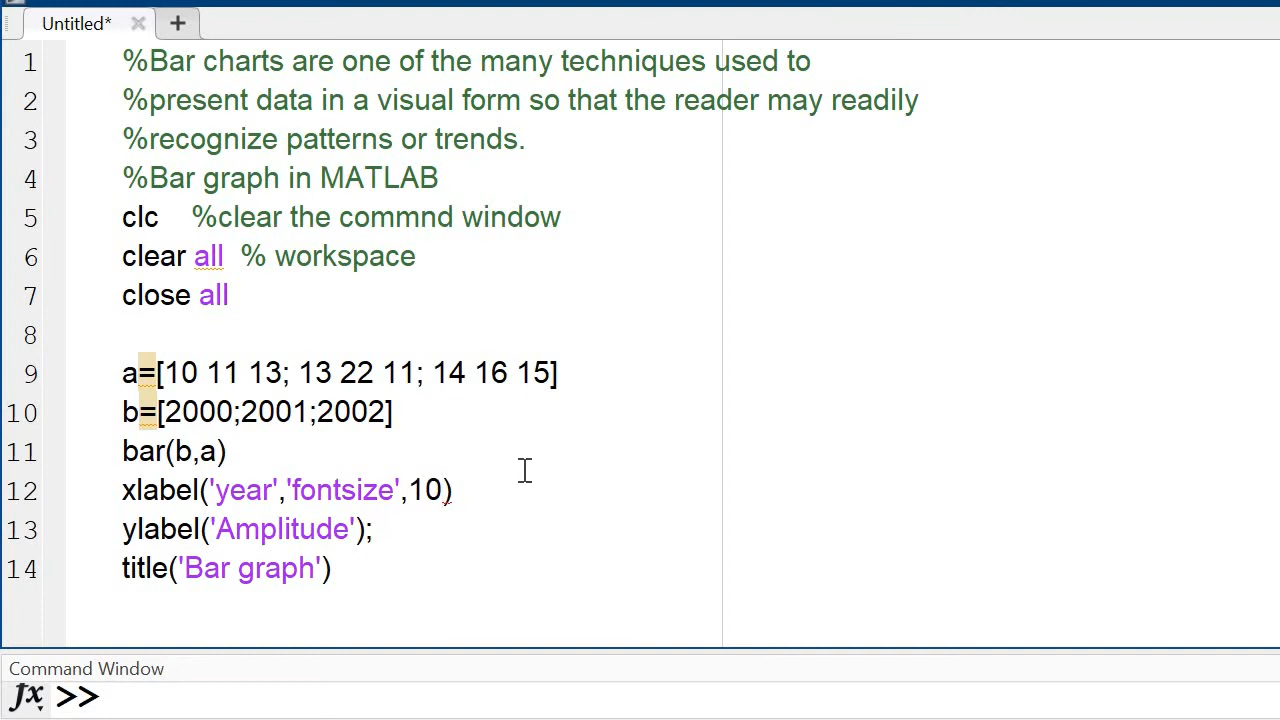 Untitled* × +
1 %Bar charts are one of the many techniques used to
2 %present data in a visual form so that the reader may readily
3 %recognize patterns or trends.
4 %Bar graph in MATLAB
5 clc %clear the commnd window
6 clear all % workspace
7 close all
8
9 a=[10 11 13; 13 22 11; 14 16 15]
10 b=[2000;2001;2002]
11 bar(b,a)
12 xlabel('year','fontsize',10)
13 ylabel('Amplitude');
14 title('Bar graph')
Command Window
fx >>